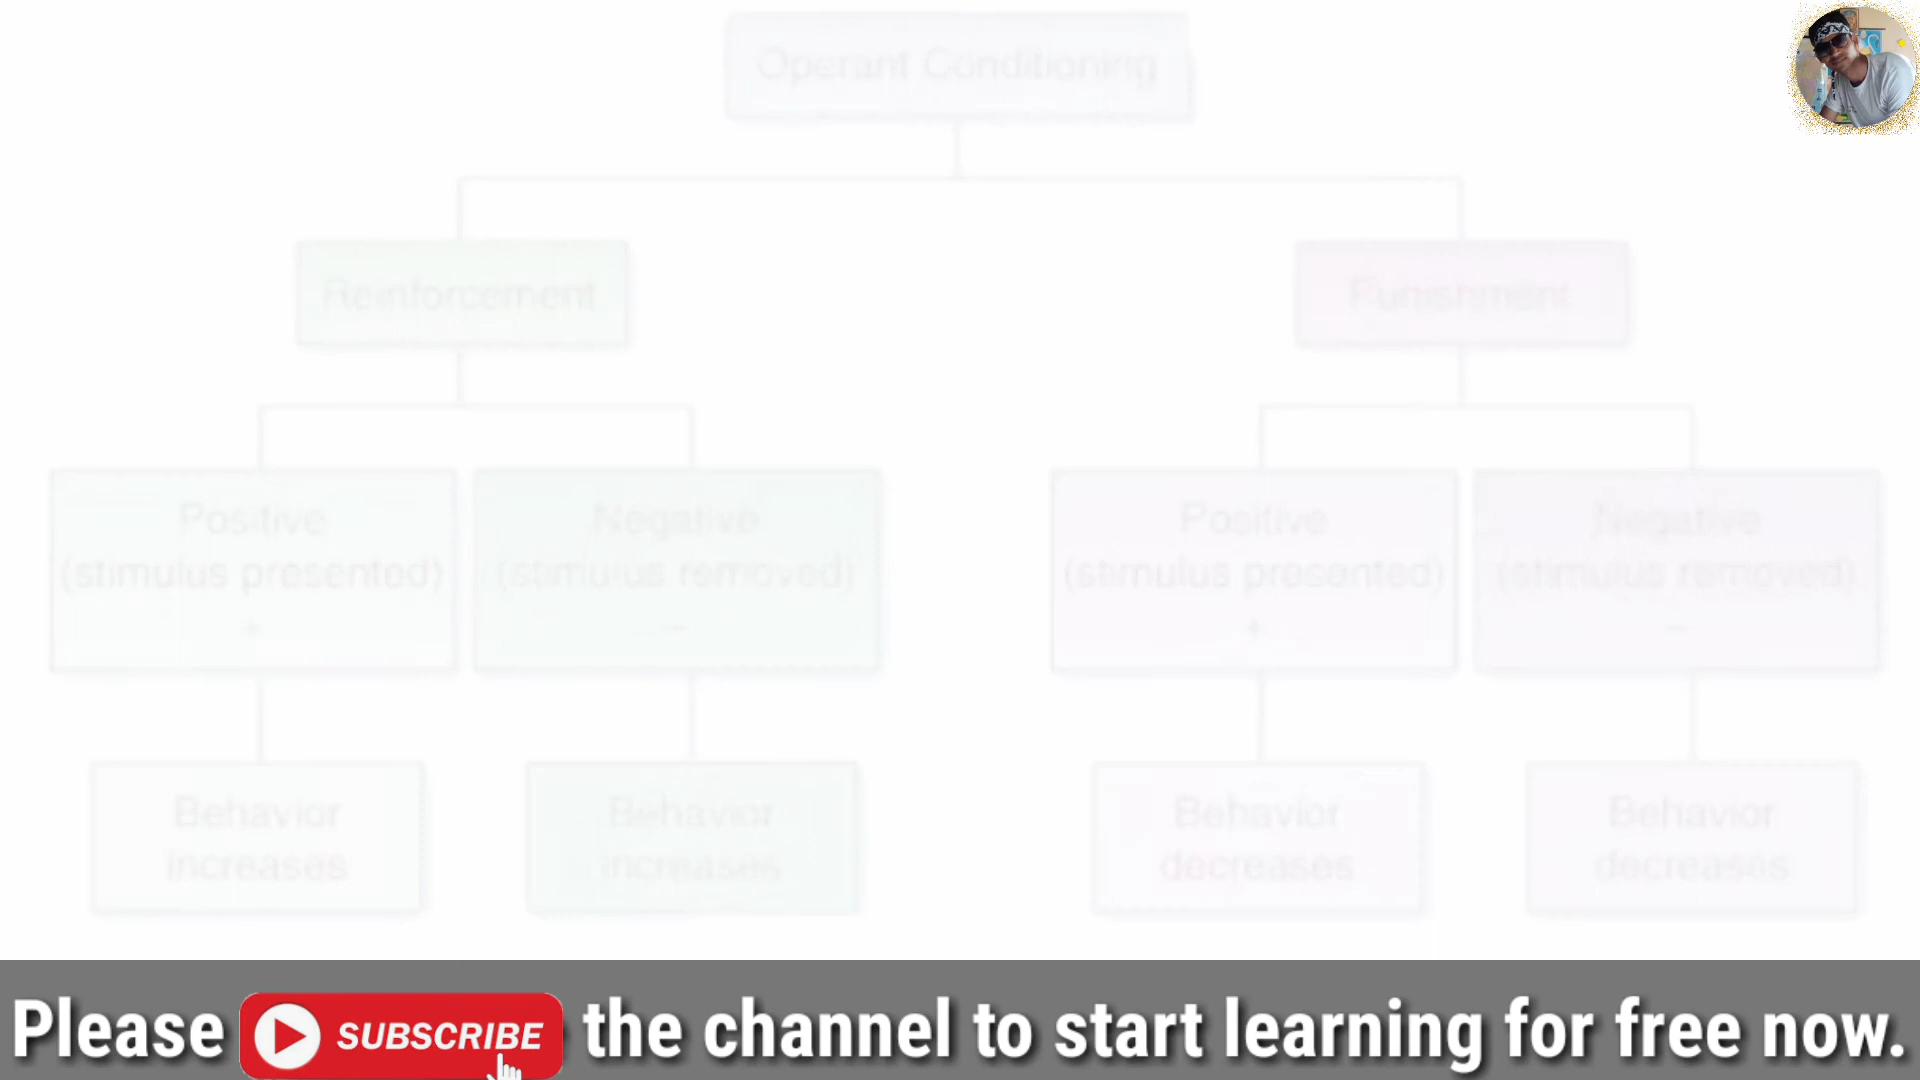 Operant Conditioning
Reinforcement
Punishment
Positive
(stimulus presented)
+
Negative
(stimulus removed)
−
Positive
(stimulus presented)
+
Negative
(stimulus removed)
−
Behavior
increases
Behavior
increases
Behavior
decreases
Behavior
decreases
Please SUBSCRIBE the channel to start learning for free now.